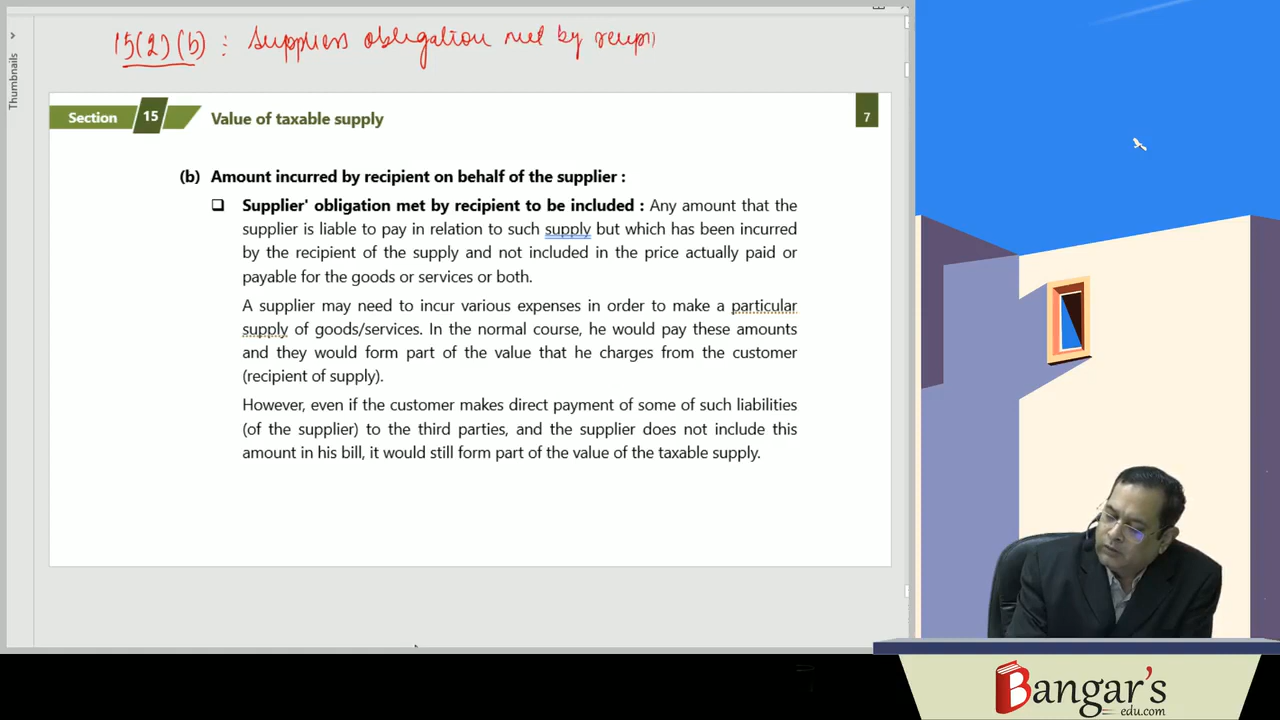 15(2)(b) : Suppliers obligation met by recipi
Thumbnails
Section 15 Value of taxable supply 7
(b) Amount incurred by recipient on behalf of the supplier :
❑ Supplier' obligation met by recipient to be included : Any amount that the
supplier is liable to pay in relation to such supply but which has been incurred
by the recipient of the supply and not included in the price actually paid or
payable for the goods or services or both.
A supplier may need to incur various expenses in order to make a particular
supply of goods/services. In the normal course, he would pay these amounts
and they would form part of the value that he charges from the customer
(recipient of supply).
However, even if the customer makes direct payment of some of such liabilities
(of the supplier) to the third parties, and the supplier does not include this
amount in his bill, it would still form part of the value of the taxable supply.
Bangar's
edu.com